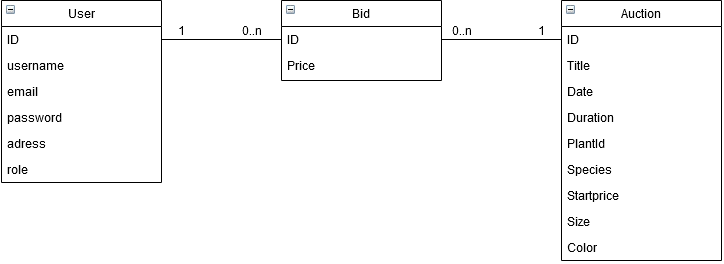 User
ID
username
email
password
adress
role
1
0..n
Bid
ID
Price
0..n
1
Auction
ID
Title
Date
Duration
PlantId
Species
Startprice
Size
Color